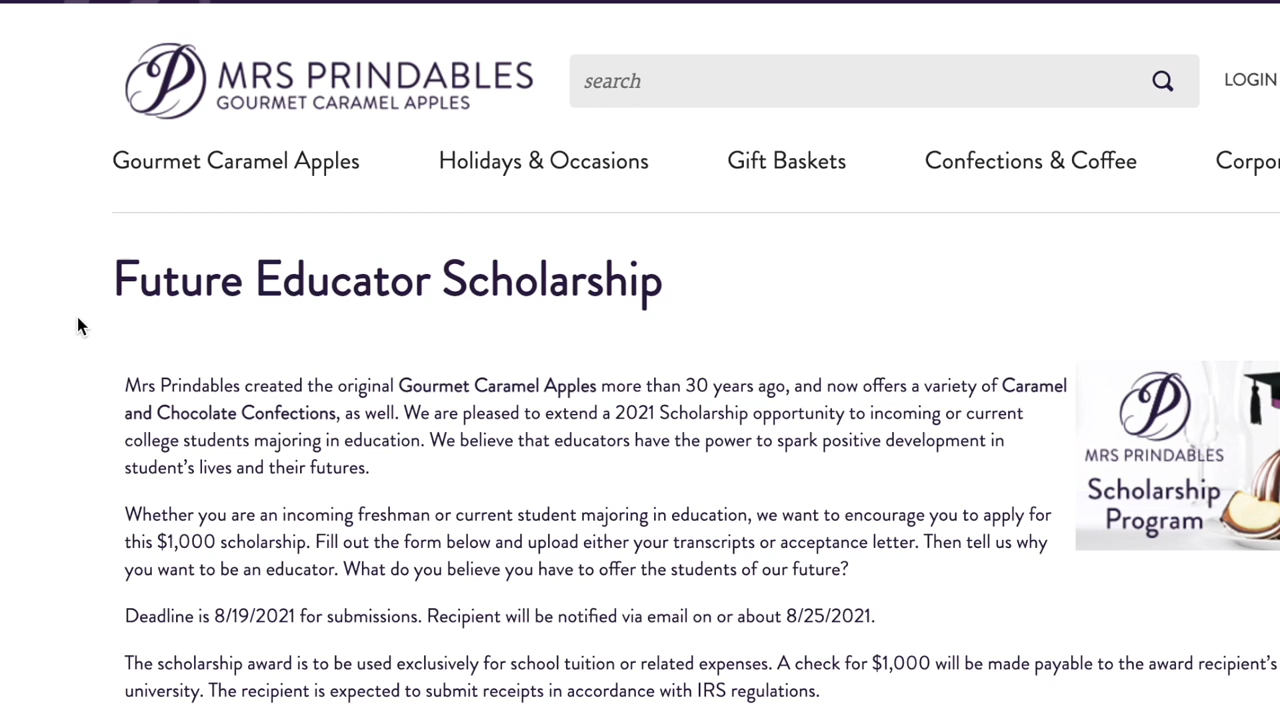 MRS PRINDABLES
GOURMET CARAMEL APPLES
search
LOGIN
Gourmet Caramel Apples
Holidays & Occasions
Gift Baskets
Confections & Coffee
Future Educator Scholarship
Mrs Prindables created the original Gourmet Caramel Apples more than 30 years ago, and now offers a variety of Caramel
and Chocolate Confections, as well. We are pleased to extend a 2021 Scholarship opportunity to incoming or current
college students majoring in education. We believe that educators have the power to spark positive development in
student's lives and their futures.
Whether you are an incoming freshman or current student majoring in education, we want to encourage you to apply for
this $1,000 scholarship. Fill out the form below and upload either your transcripts or acceptance letter. Then tell us why
you want to be an educator. What do you believe you have to offer the students of our future?
Deadline is 8/19/2021 for submissions. Recipient will be notified via email on or about 8/25/2021.
The scholarship award is to be used exclusively for school tuition or related expenses. A check for $1,000 will be made payable to the award recipient's
university. The recipient is expected to submit receipts in accordance with IRS regulations.
MRS PRINDABLES
Scholarship
Program